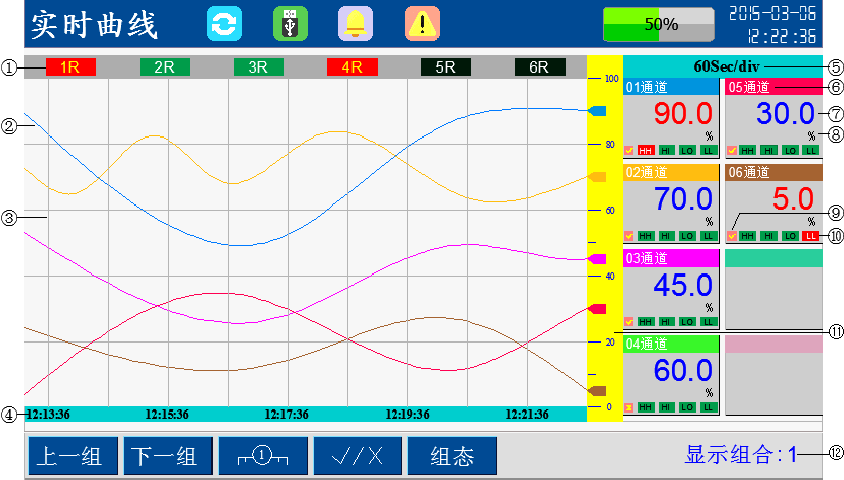 实时曲线
50%
2015-03-06
12:22:36
① 1R 2R 3R 4R 5R 6R
60Sec/div ⑤
②
③
④
100
80
60
40
20
0
01通道
90.0
%
HH HI LO LL
05通道 ⑥
30.0 ⑦
% ⑧
HH HI LO LL
02通道
70.0
%
HH HI LO LL
06通道
5.0
% ⑨
HH HI LO LL ⑩
03通道
45.0
%
HH HI LO LL
⑪
04通道
60.0
%
HH HI LO LL
12:13:36 12:15:36 12:17:36 12:19:36 12:21:36
上一组 下一组 ① ✓/X 组态
显示组合:1 ⑫